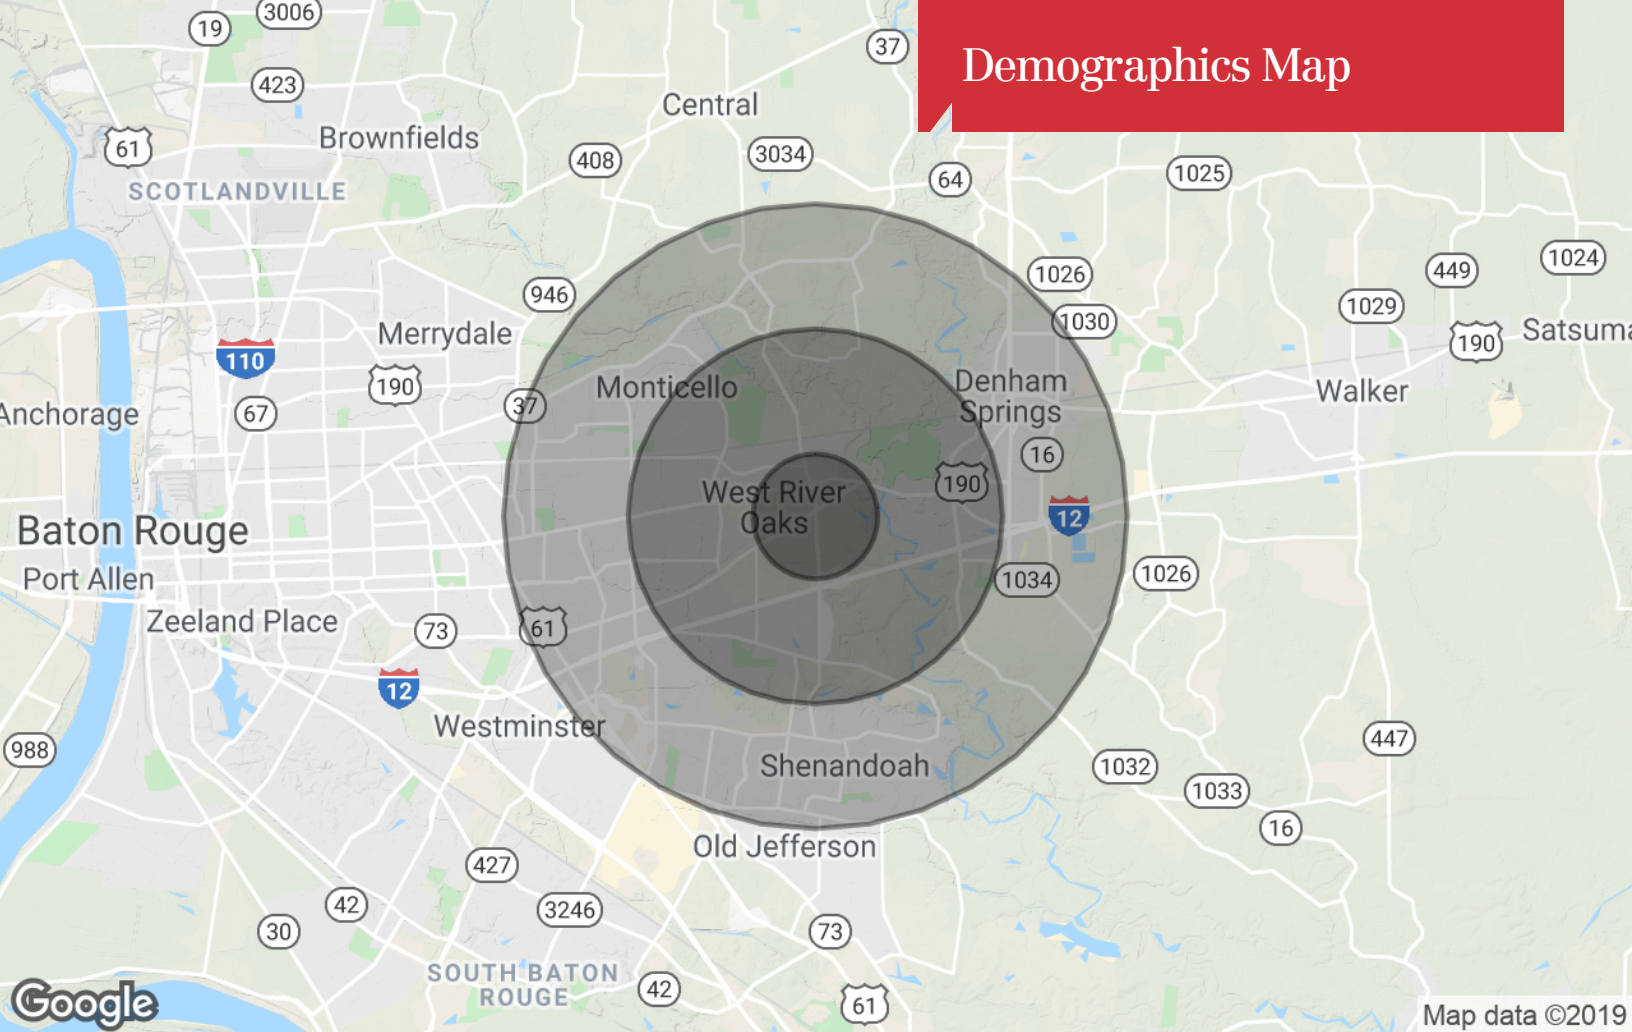 3006
19
37
Demographics Map
423
Central
61
Brownfields
408
3034
64
1025
SCOTLANDVILLE
1024
449
1026
946
1029
1030
Merrydale
190
Satsuma
110
190
Monticello
Denham
Springs
Walker
67
37
Anchorage
16
190
West River
Oaks
12
Baton Rouge
Port Allen
1034
1026
Zeeland Place
73
61
12
Westminster
988
447
Shenandoah
1032
1033
16
Old Jefferson
427
42
3246
30
73
SOUTH BATON
ROUGE
42
61
Google
Map data ©2019